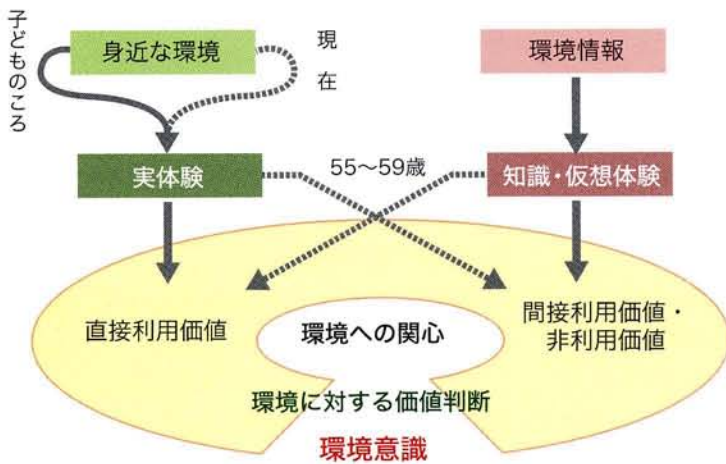 子どものころ
身近な環境
現在
環境情報
実体験
55〜59歳
知識・仮想体験
直接利用価値
環境への関心
間接利用価値・
非利用価値
環境に対する価値判断
環境意識